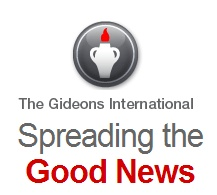 The Gideons International
Spreading the
Good News